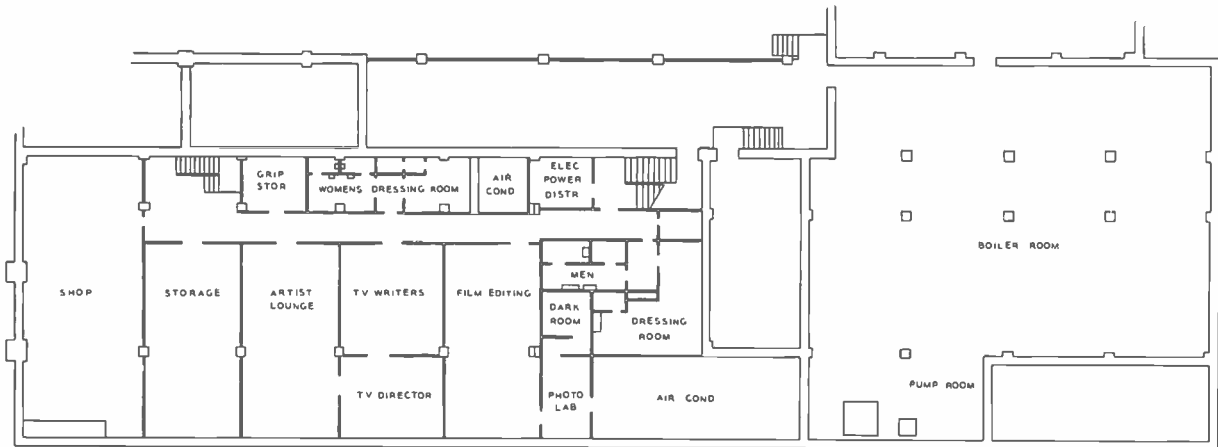 GRIP
STOR
WOMENS DRESSING ROOM
AIR
COND
ELEC
POWER
DISTR
SHOP
STORAGE
ARTIST
LOUNGE
TV WRITERS
FILM EDITING
MEN
DARK
ROOM
DRESSING
ROOM
BOILER ROOM
TV DIRECTOR
PHOTO
LAB
AIR COND
PUMP ROOM